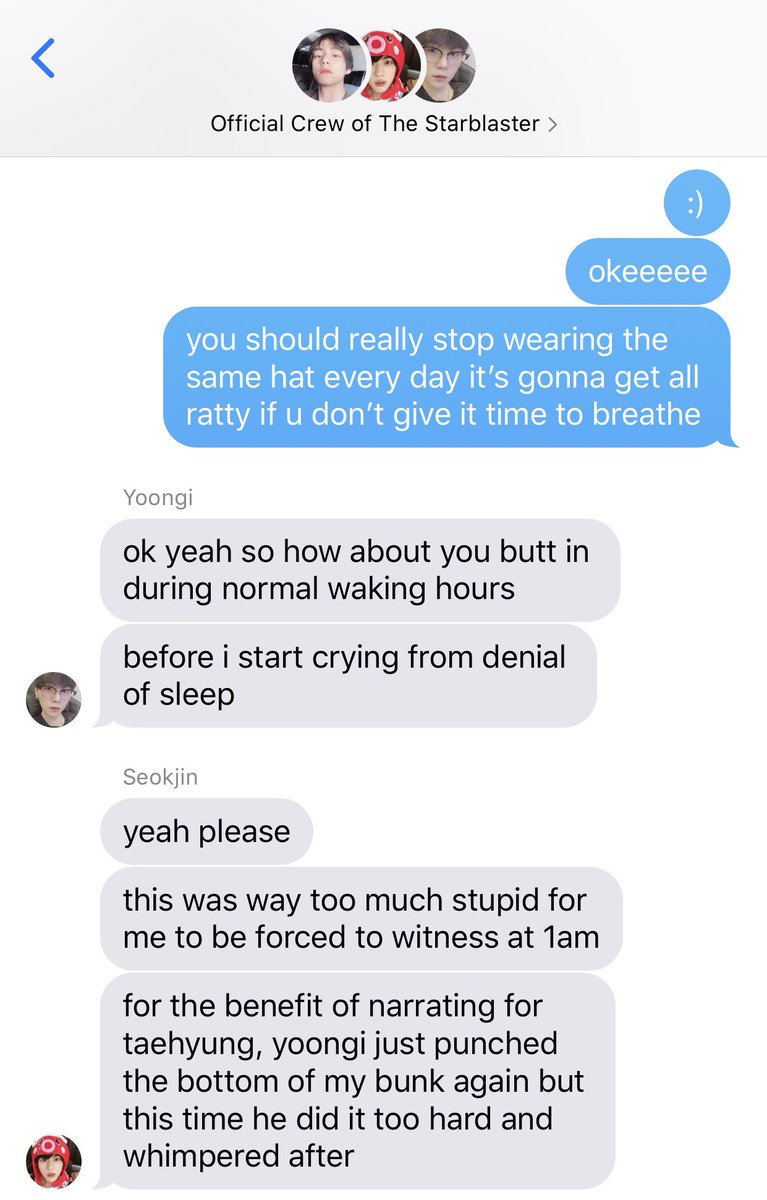 Official Crew of The Starblaster
:)
okeeeee
you should really stop wearing the
same hat every day it’s gonna get all
ratty if u don’t give it time to breathe
Yoongi
ok yeah so how about you butt in
during normal waking hours
before i start crying from denial
of sleep
Seokjin
yeah please
this was way too much stupid for
me to be forced to witness at 1am
for the benefit of narrating for
taehyung, yoongi just punched
the bottom of my bunk again but
this time he did it too hard and
whimpered after